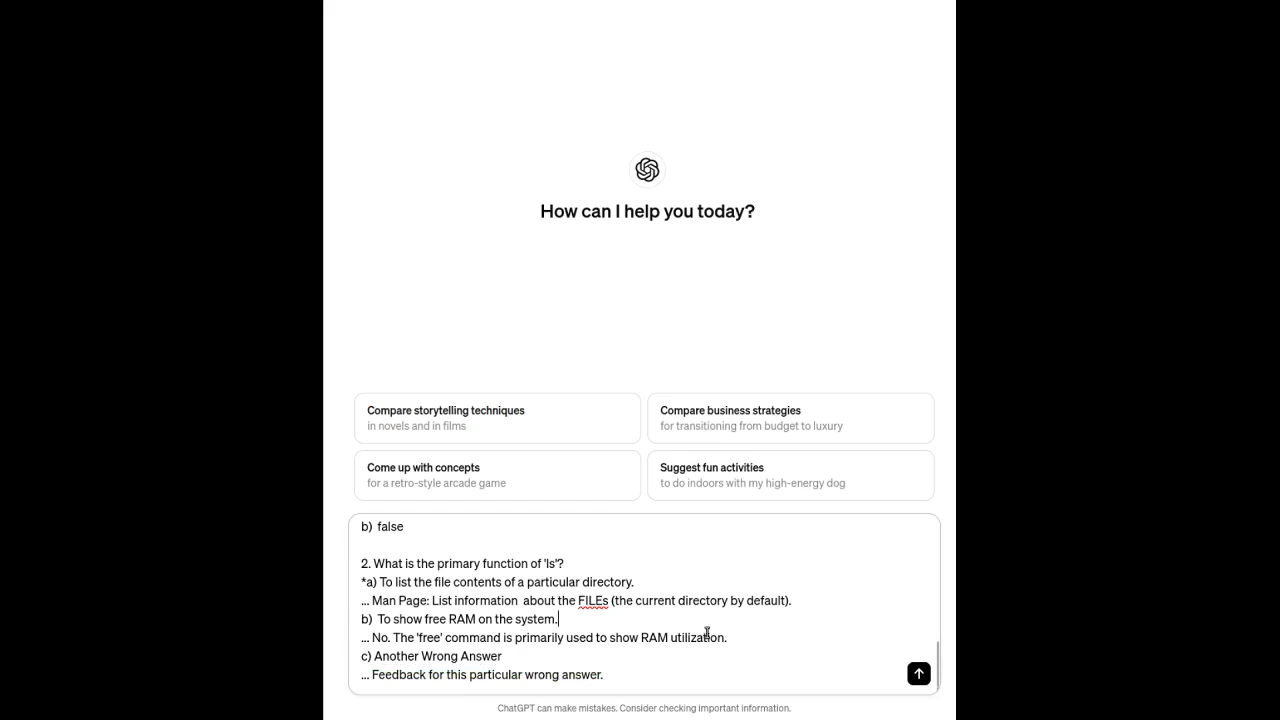 How can I help you today?
Compare storytelling techniques
in novels and in films
Compare business strategies
for transitioning from budget to luxury
Come up with concepts
for a retro-style arcade game
Suggest fun activities
to do indoors with my high-energy dog
b)  false
2. What is the primary function of 'ls'?
*a) To list the file contents of a particular directory.
... Man Page: List information  about the FILEs (the current directory by default).
b)  To show free RAM on the system.
... No. The 'free' command is primarily used to show RAM utilization.
c) Another Wrong Answer
... Feedback for this particular wrong answer.
ChatGPT can make mistakes. Consider checking important information.